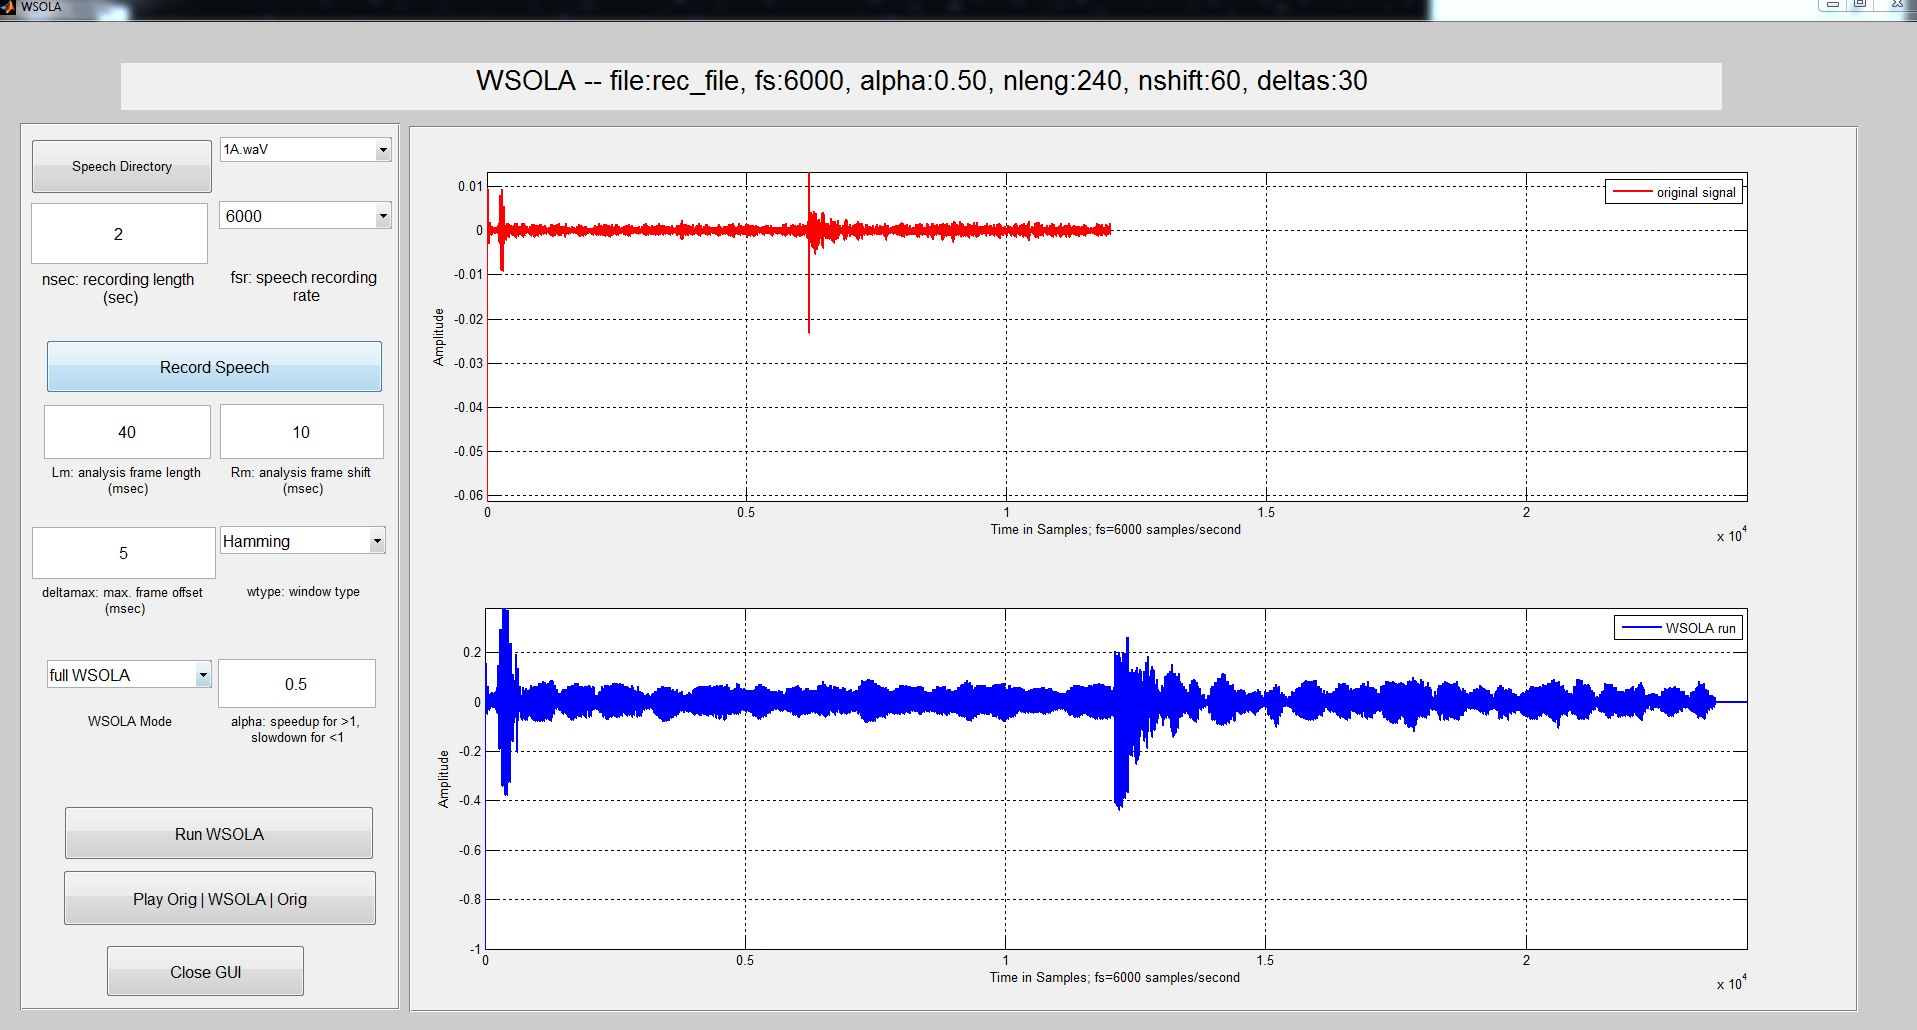 WSOLA
WSOLA -- file:rec_file, fs:6000, alpha:0.50, nleng:240, nshift:60, deltas:30
Speech Directory
1A.waV
2
6000
nsec: recording length
(sec)
fsr: speech recording
rate
Record Speech
40
10
Lm: analysis frame length
(msec)
Rm: analysis frame shift
(msec)
5
Hamming
deltamax: max. frame offset
(msec)
wtype: window type
full WSOLA
0.5
WSOLA Mode
alpha: speedup for >1,
slowdown for <1
Run WSOLA
Play Orig | WSOLA | Orig
Close GUI
original signal
0.01
0
-0.01
-0.02
-0.03
-0.04
-0.05
-0.06
Amplitude
0 0.5 1 1.5 2
Time in Samples; fs=6000 samples/second
x 10^4
WSOLA run
0.2
0
-0.2
-0.4
-0.6
-0.8
-1
Amplitude
0 0.5 1 1.5 2
Time in Samples; fs=6000 samples/second
x 10^4